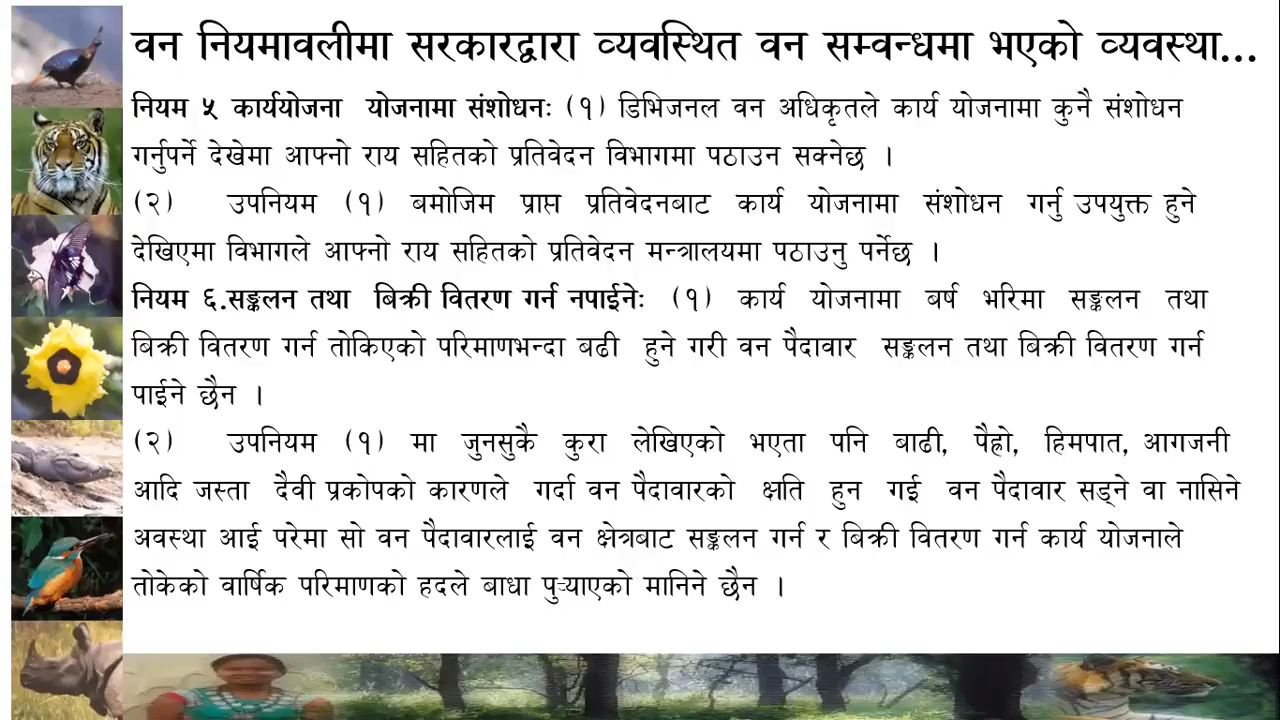 वन नियमावलीमा सरकारद्वारा व्यवस्थित वन सम्वन्धमा भएको व्यवस्था...
नियम ५ कार्ययोजना योजनामा संशोधनः (१) डिभिजनल वन अधिकृतले कार्य योजनामा कुनै संशोधन
गर्नुपर्ने देखेमा आफ्नो राय सहितको प्रतिवेदन विभागमा पठाउन सक्नेछ ।
(२) उपनियम (१) बमोजिम प्राप्त प्रतिवेदनबाट कार्य योजनामा संशोधन गर्नु उपयुक्त हुने
देखिएमा विभागले आफ्नो राय सहितको प्रतिवेदन मन्त्रालयमा पठाउनु पर्नेछ ।
नियम ६.सङ्कलन तथा बिक्री वितरण गर्न नपाईनेः (१) कार्य योजनामा बर्ष भरिमा सङ्कलन तथा
बिक्री वितरण गर्न तोकिएको परिमाणभन्दा बढी हुने गरी वन पैदावार सङ्कलन तथा बिक्री वितरण गर्न
पाईने छैन ।
(२) उपनियम (१) मा जुनसुकै कुरा लेखिएको भएता पनि बाढी, पैह्रो, हिमपात, आगजनी
आदि जस्ता दैवी प्रकोपको कारणले गर्दा वन पैदावारको क्षति हुन गई वन पैदावार सड्ने वा नासिने
अवस्था आई परेमा सो वन पैदावारलाई वन क्षेत्रबाट सङ्कलन गर्न र बिक्री वितरण गर्न कार्य योजनाले
तोकेको वार्षिक परिमाणको हदले बाधा पुऱ्याएको मानिने छैन ।